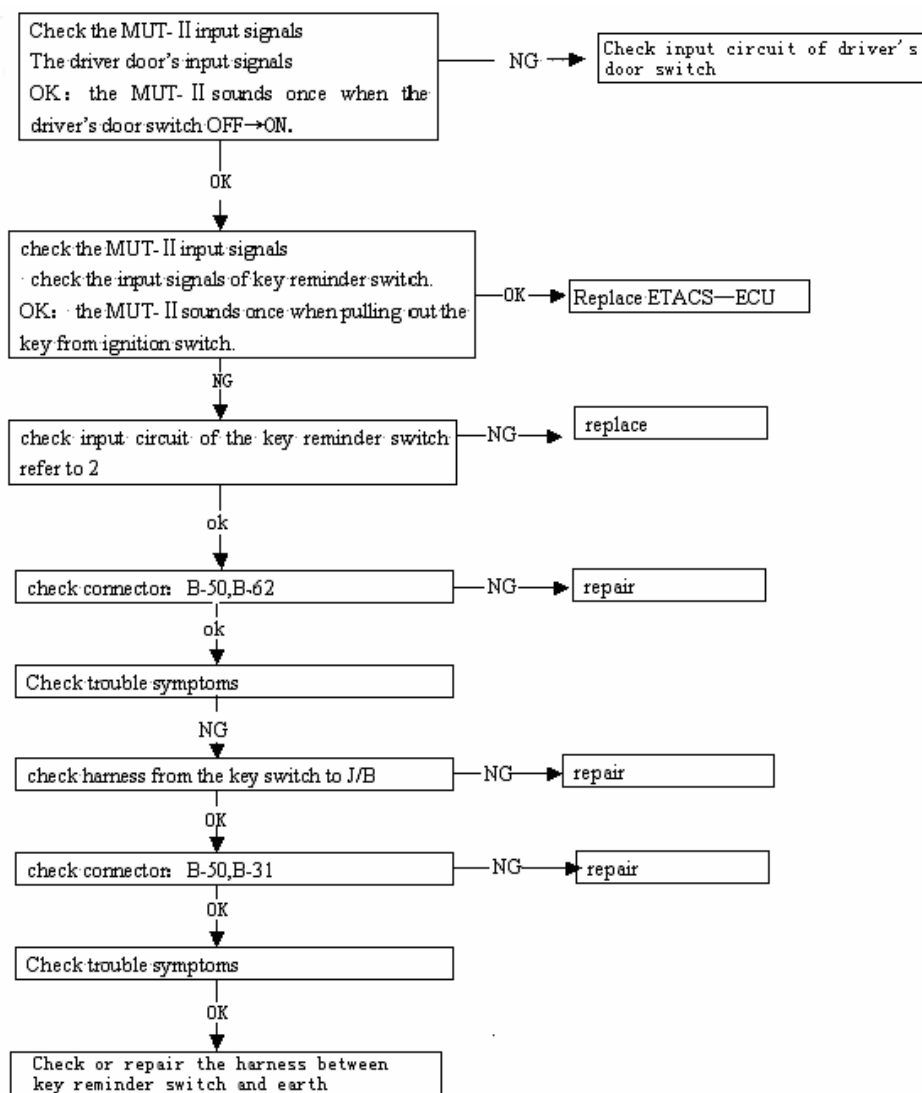 Check the MUT-Ⅱ input signals
The driver door's input signals
OK: the MUT-Ⅱ sounds once when the
driver's door switch OFF→ON.
NG
Check input circuit of driver's
door switch
OK
check the MUT-Ⅱ input signals
· check the input signals of key reminder switch.
OK: · the MUT-Ⅱ sounds once when pulling out the
key from ignition switch.
OK
Replace ETACS—ECU
NG
check input circuit of the key reminder switch
refer to 2
NG
replace
ok
check connector: B-50,B-62
NG
repair
ok
Check trouble symptoms
NG
check harness from the key switch to J/B
NG
repair
OK
check connector: B-50,B-31
NG
repair
OK
Check trouble symptoms
OK
Check or repair the harness between
key reminder switch and earth